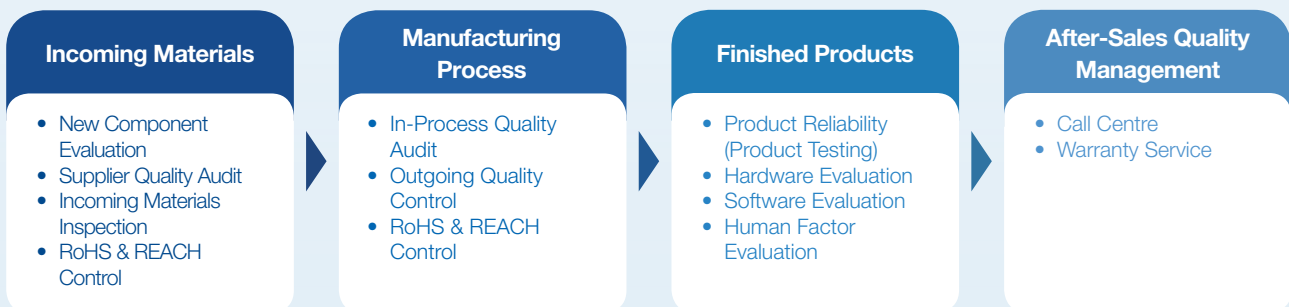 Incoming Materials
• New Component
Evaluation
• Supplier Quality Audit
• Incoming Materials
Inspection
• RoHS & REACH
Control
Manufacturing
Process
• In-Process Quality
Audit
• Outgoing Quality
Control
• RoHS & REACH
Control
Finished Products
• Product Reliability
(Product Testing)
• Hardware Evaluation
• Software Evaluation
• Human Factor
Evaluation
After-Sales Quality
Management
• Call Centre
• Warranty Service